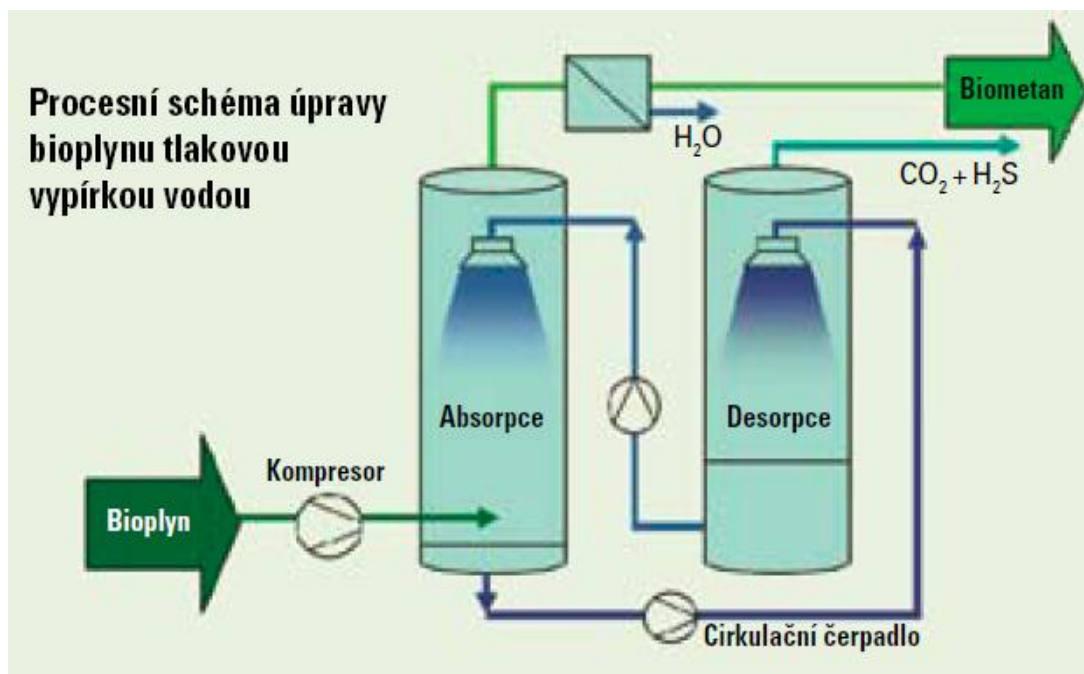 Procesní schéma úpravy
bioplynu tlakovou
vypírkou vodou
Biometan
H₂O
CO₂ + H₂S
Absorpce
Desorpce
Kompresor
Bioplyn
Cirkulační čerpadlo